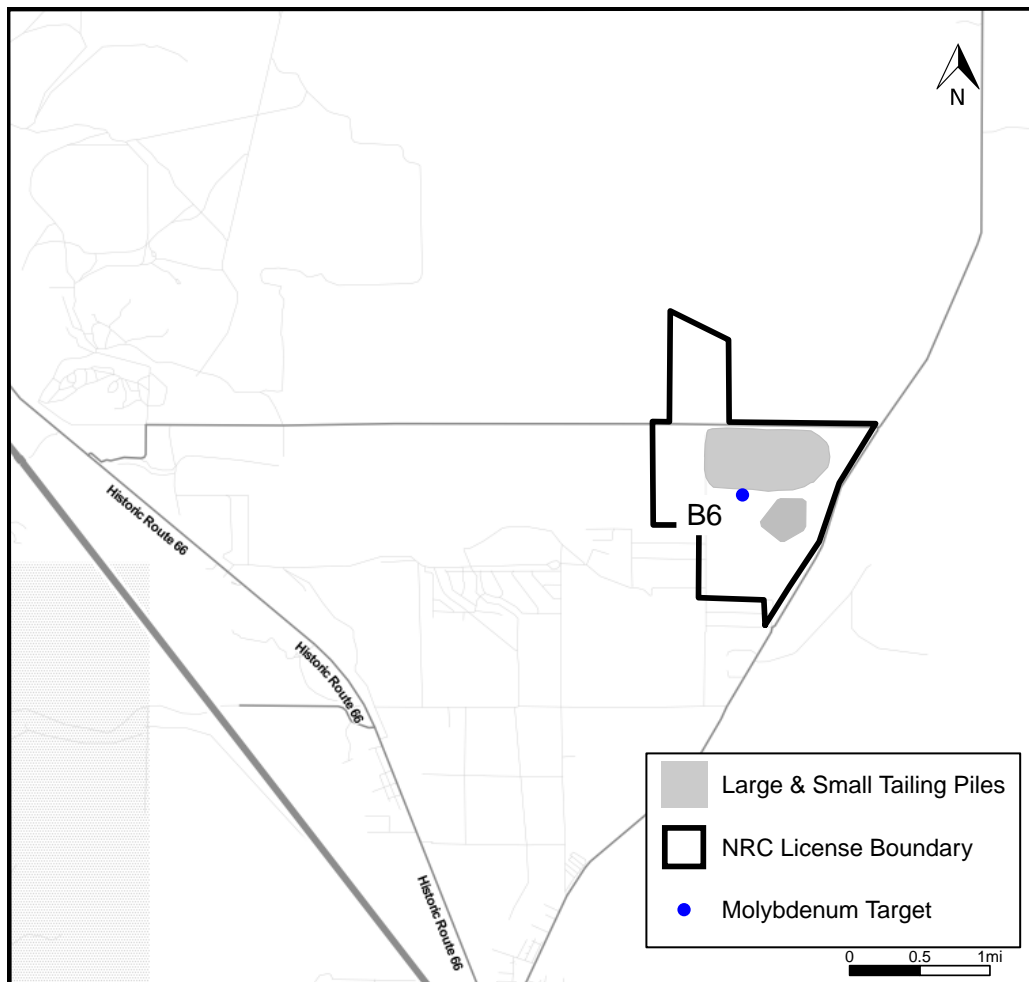 N
B6
Historic Route 66
Historic Route 66
Historic Route 66
Large & Small Tailing Piles
NRC License Boundary
Molybdenum Target
0 0.5 1mi